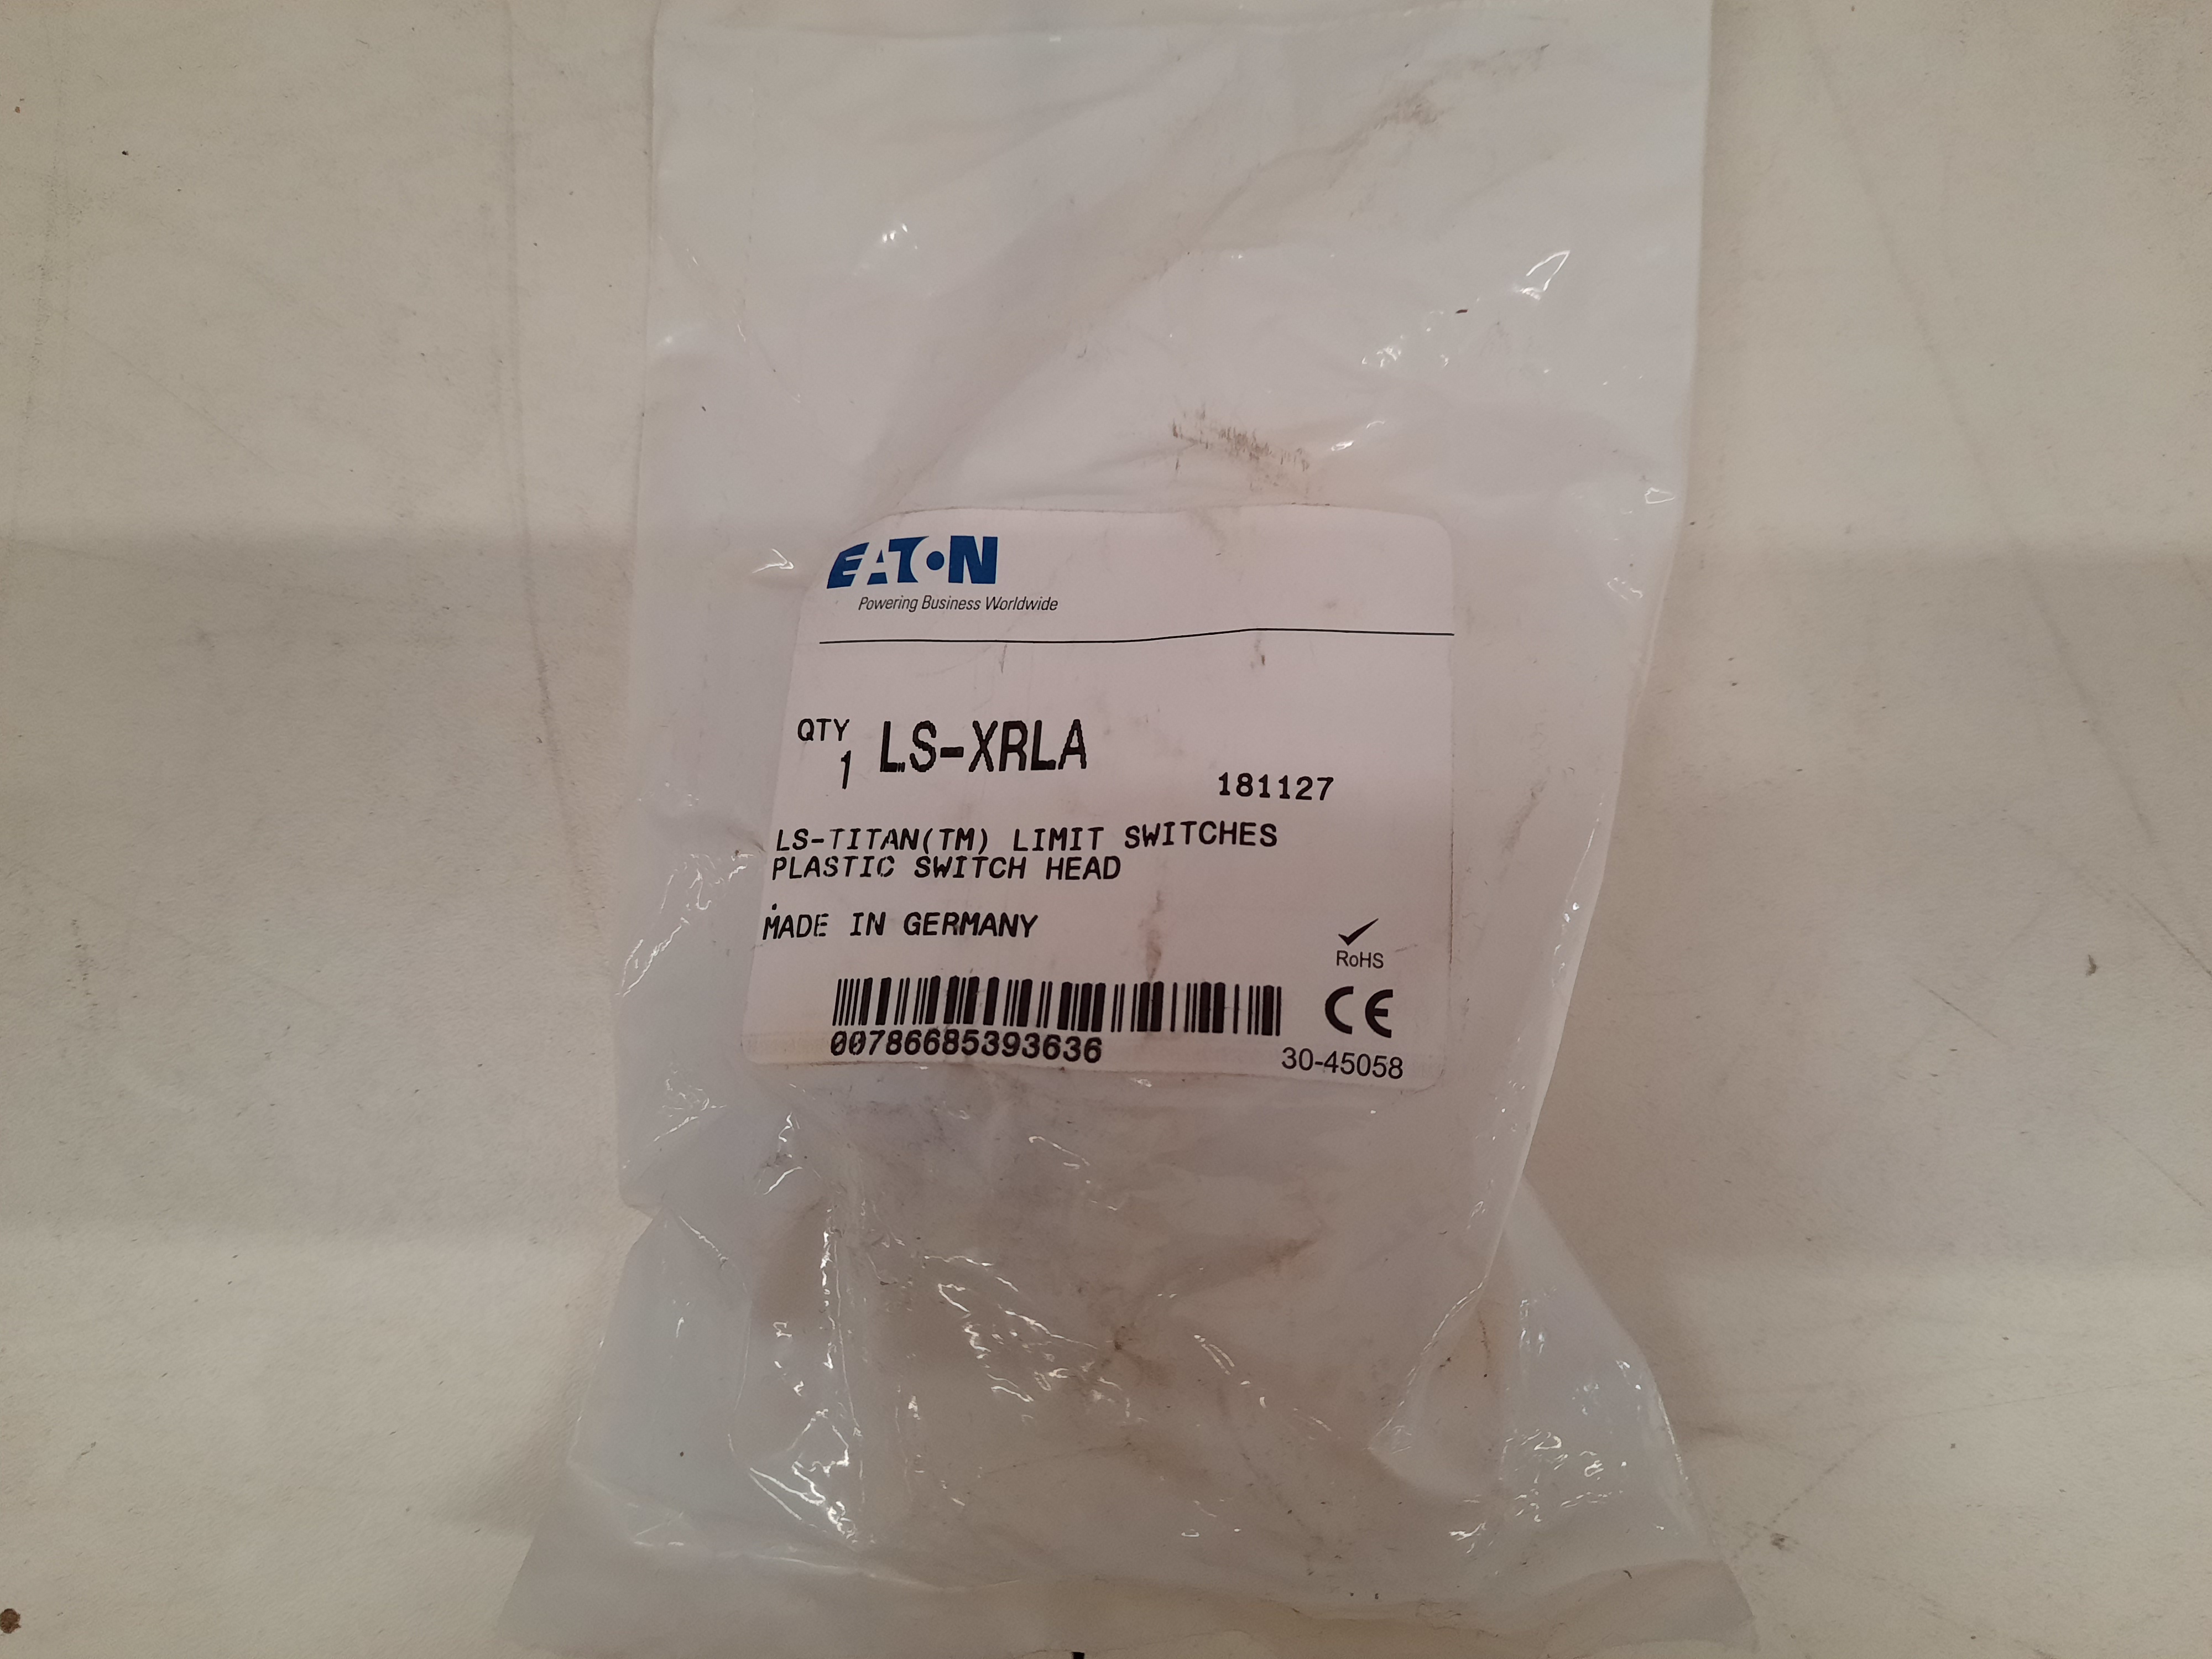 EATON
Powering Business Worldwide
QTY
1 LS-XRLA
181127
LS-TITAN(TM) LIMIT SWITCHES
PLASTIC SWITCH HEAD
MADE IN GERMANY
RoHS
CE
00786685393636
30-45058